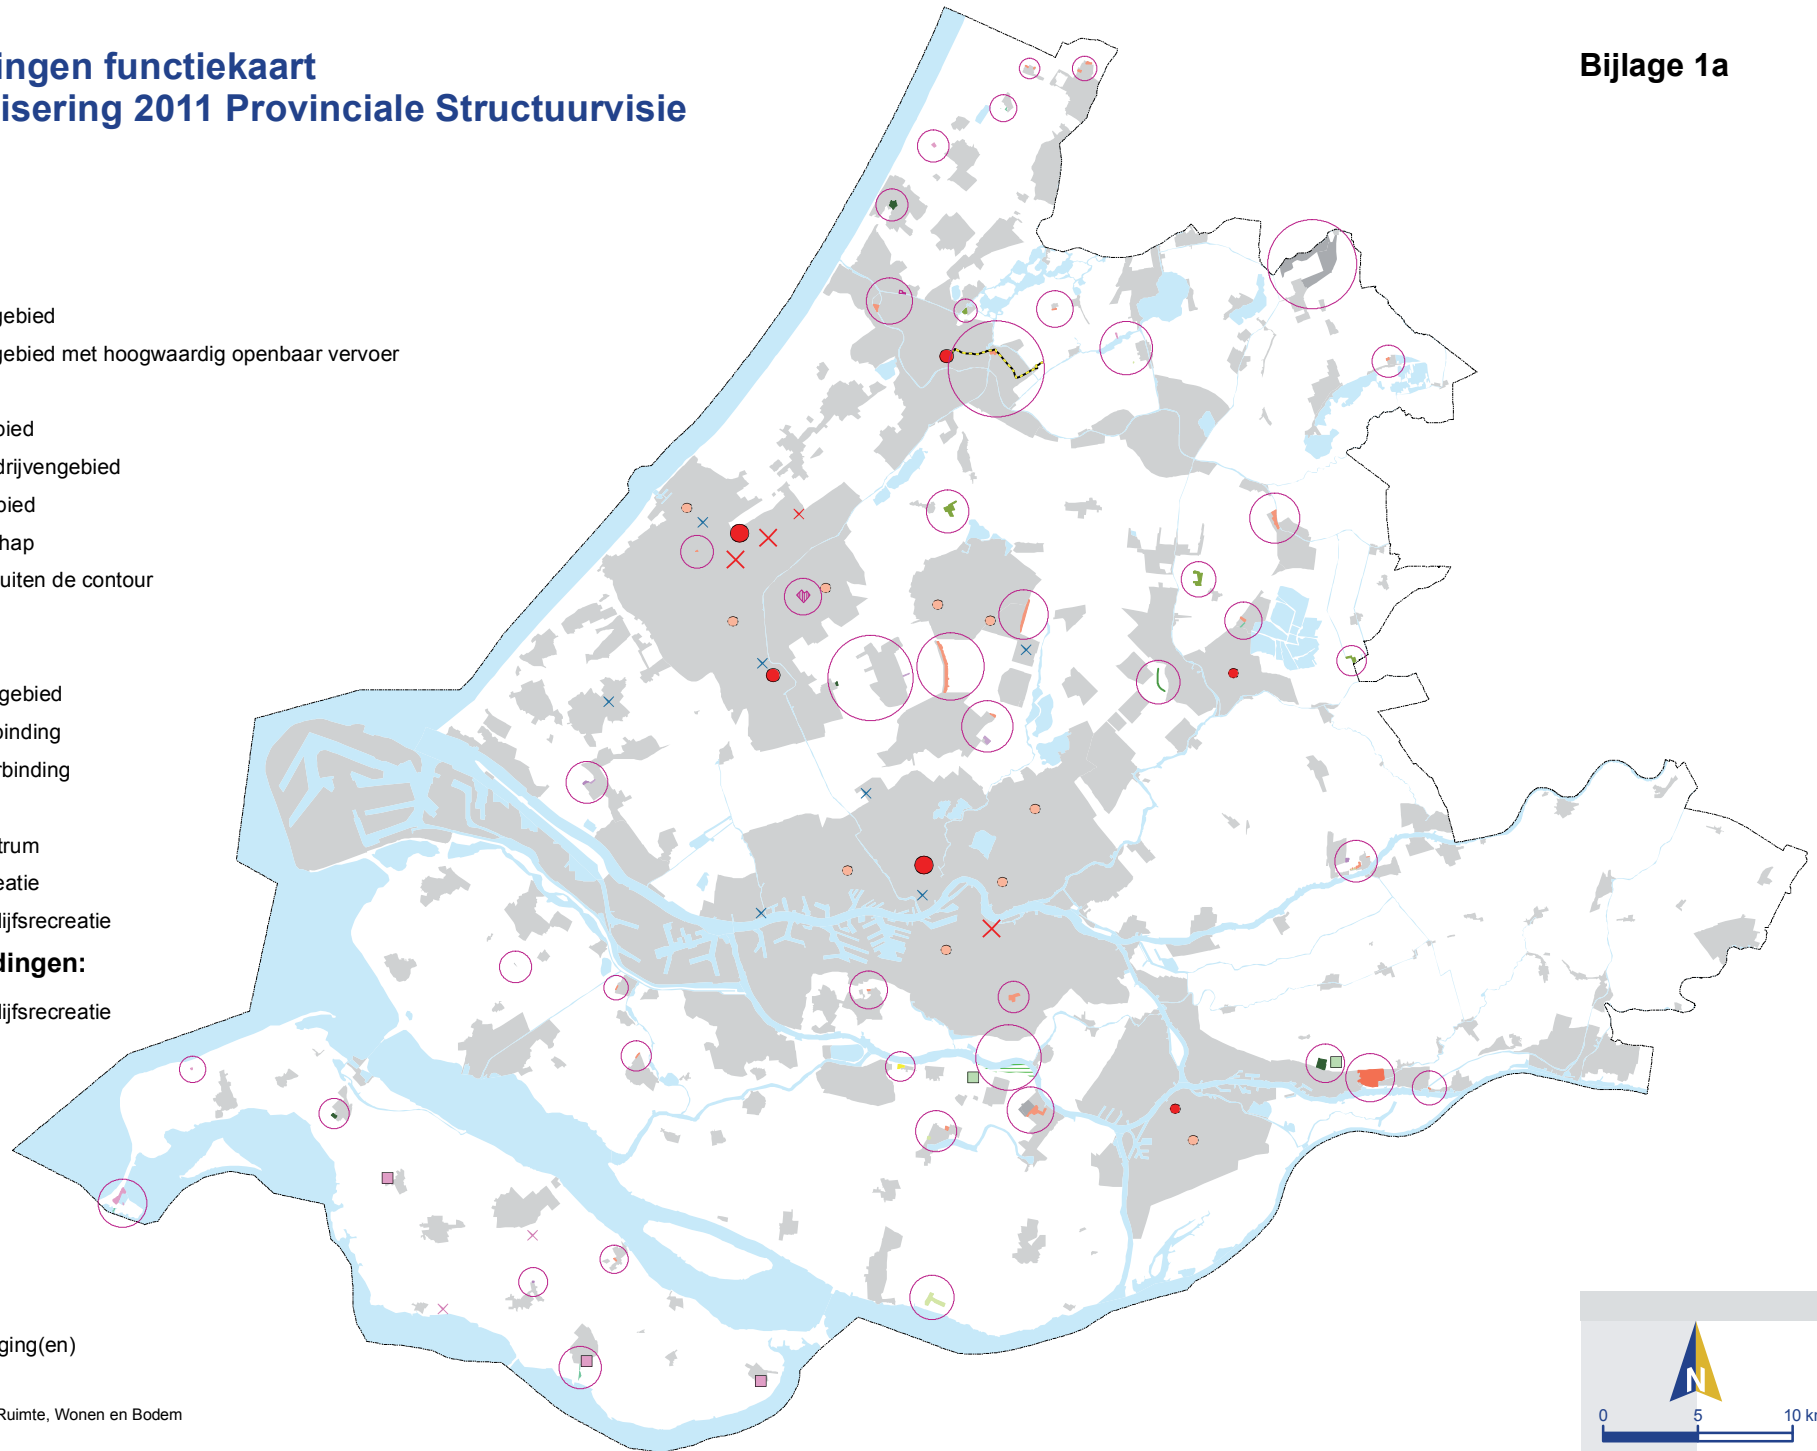 ingen functiekaart
isering 2011 Provinciale Structuurvisie
Bijlage 1a
gebied
gebied met hoogwaardig openbaar vervoer
bied
drijvengebied
bied
hap
uiten de contour
gebied
binding
rbinding
trum
eatie
lijfsrecreatie
dingen:
lijfsrecreatie
ging(en)
Ruimte, Wonen en Bodem
N
0 5 10 km